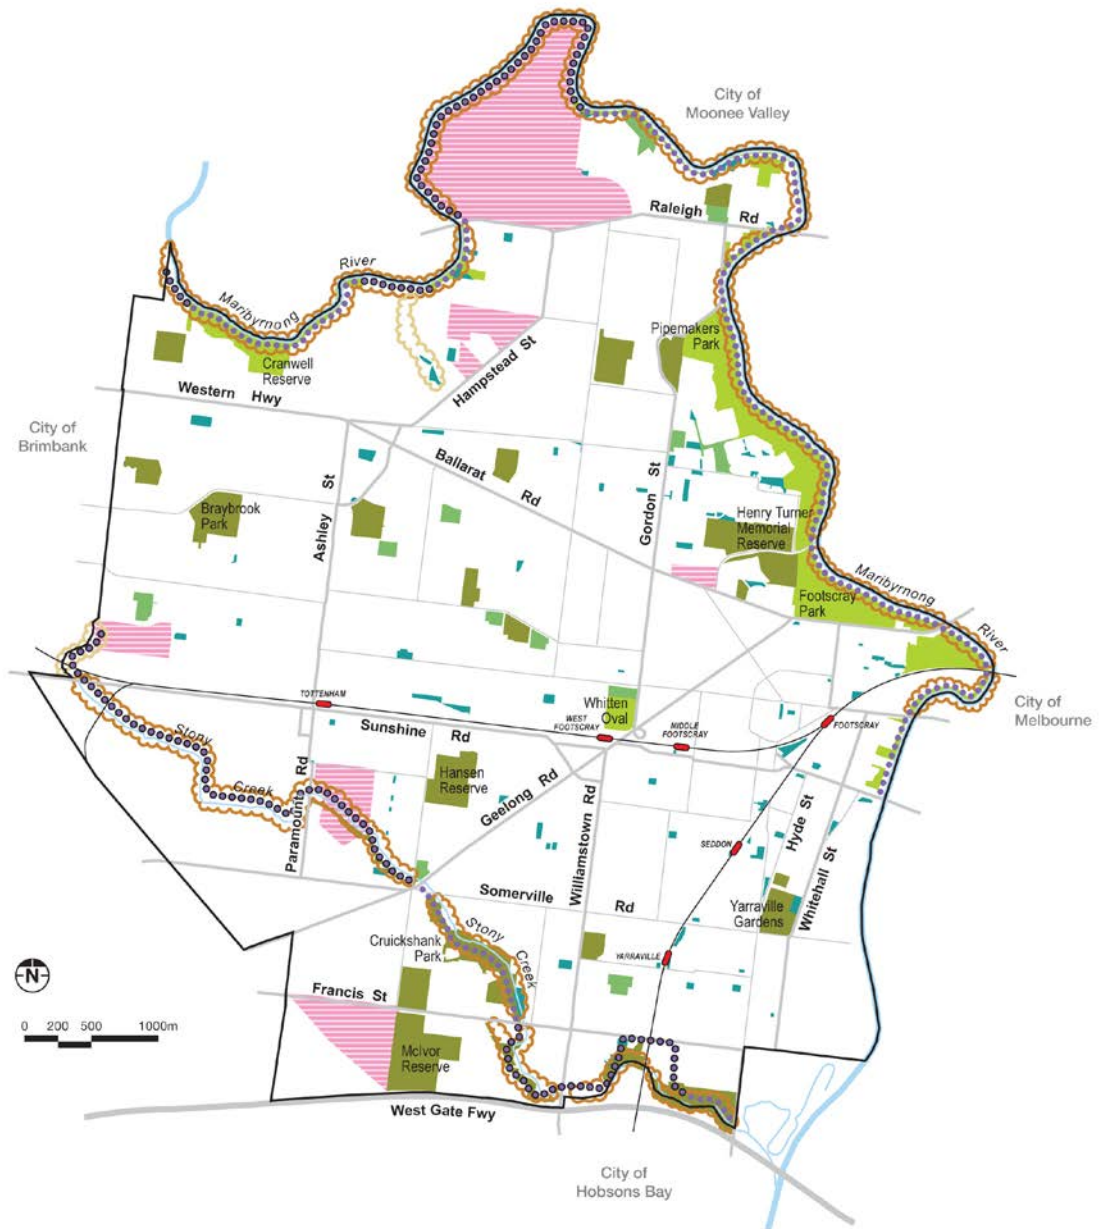 City of
Moonee Valley
Raleigh Rd
River
Maribyrnong
Pipemakers
Park
Cranwell
Reserve
Hampstead St
Western Hwy
City of
Brimbank
Ballarat Rd
Ashley St
Gordon St
Braybrook
Park
Henry Turner
Memorial
Reserve
Maribyrnong
River
Footscray
Park
TOTTENHAM
Whitten
Oval
City of
Melbourne
Sunshine Rd
WEST
FOOTSCRAY
MIDDLE
FOOTSCRAY
FOOTSCRAY
Stony
Creek
Paramount Rd
Hansen
Reserve
Geelong Rd
Williamstown Rd
Hyde St
Whitehall St
SEDDON
Somerville Rd
Yarraville
Gardens
Stony
Creek
Cruickshank
Park
YARRAVILLE
N
Francis St
0 200 500 1000m
McIvor
Reserve
West Gate Fwy
City of
Hobsons Bay